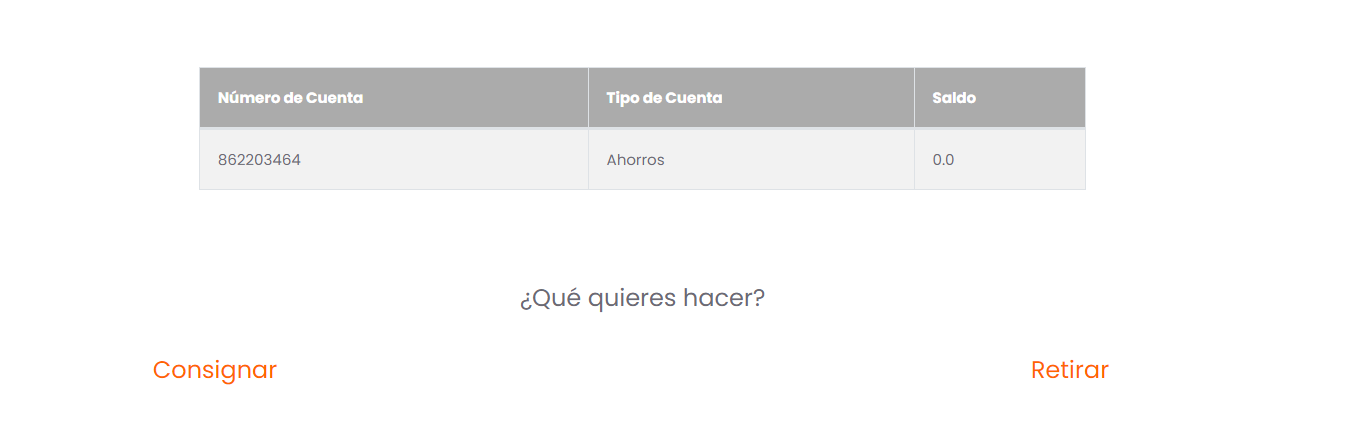 Número de Cuenta Tipo de Cuenta Saldo
862203464 Ahorros 0.0
¿Qué quieres hacer?
Consignar Retirar